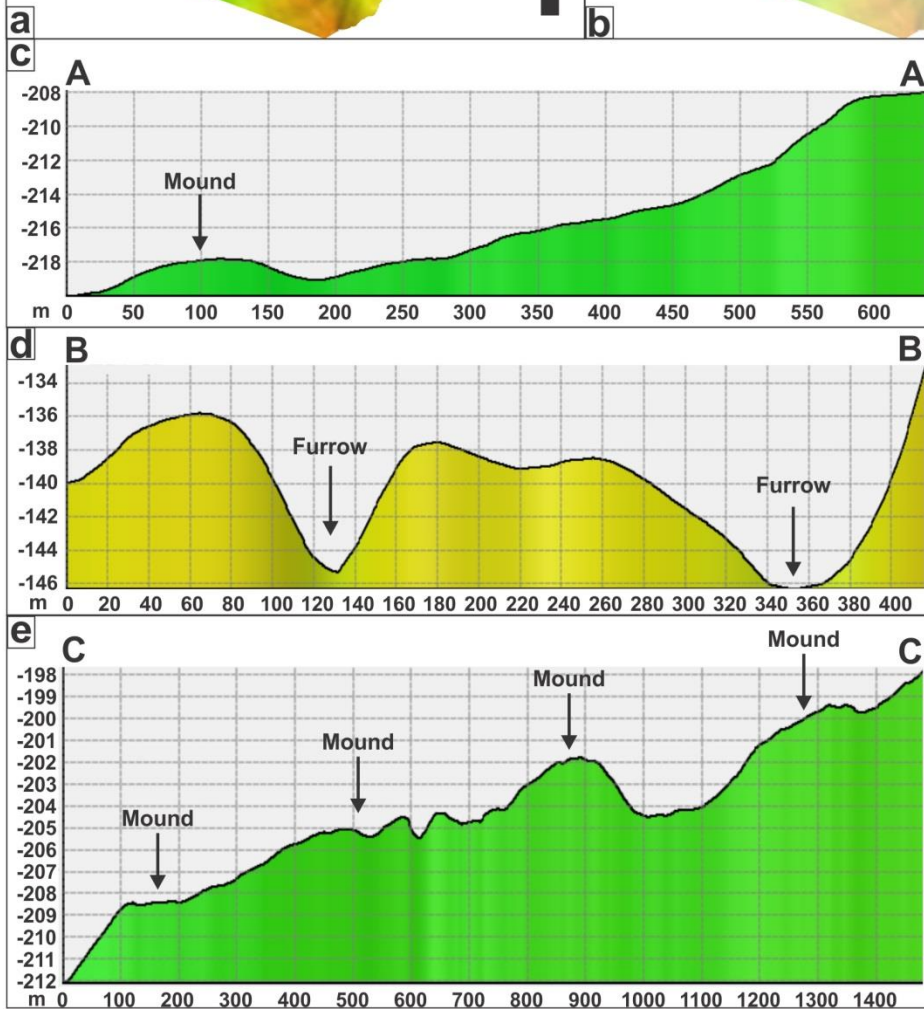 a
b
c
A
A
-208
-210
-212
-214
-216
-218
Mound
m 0 50 100 150 200 250 300 350 400 450 500 550 600
d
B
B
-134
-136
-138
-140
-142
-144
-146
Furrow
Furrow
m 0 20 40 60 80 100 120 140 160 180 200 220 240 260 280 300 320 340 360 380 400
e
C
C
-198
-199
-200
-201
-202
-203
-204
-205
-206
-207
-208
-209
-210
-211
-212
Mound
Mound
Mound
Mound
m 0 100 200 300 400 500 600 700 800 900 1000 1100 1200 1300 1400